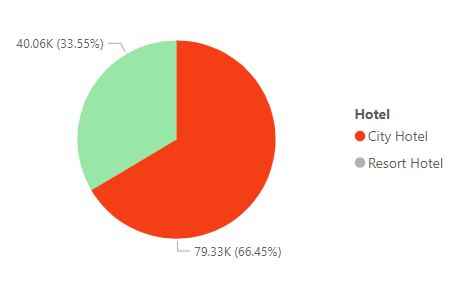 40.06K (33.55%)
Hotel
City Hotel
Resort Hotel
79.33K (66.45%)